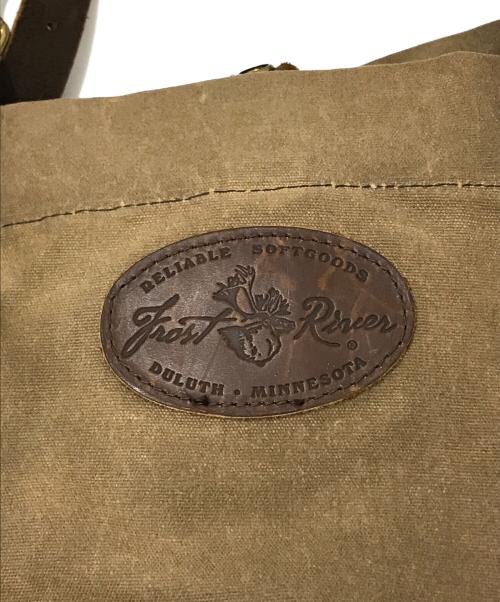 RELIABLE SOFTGOODS
Frost River ®
DULUTH • MINNESOTA